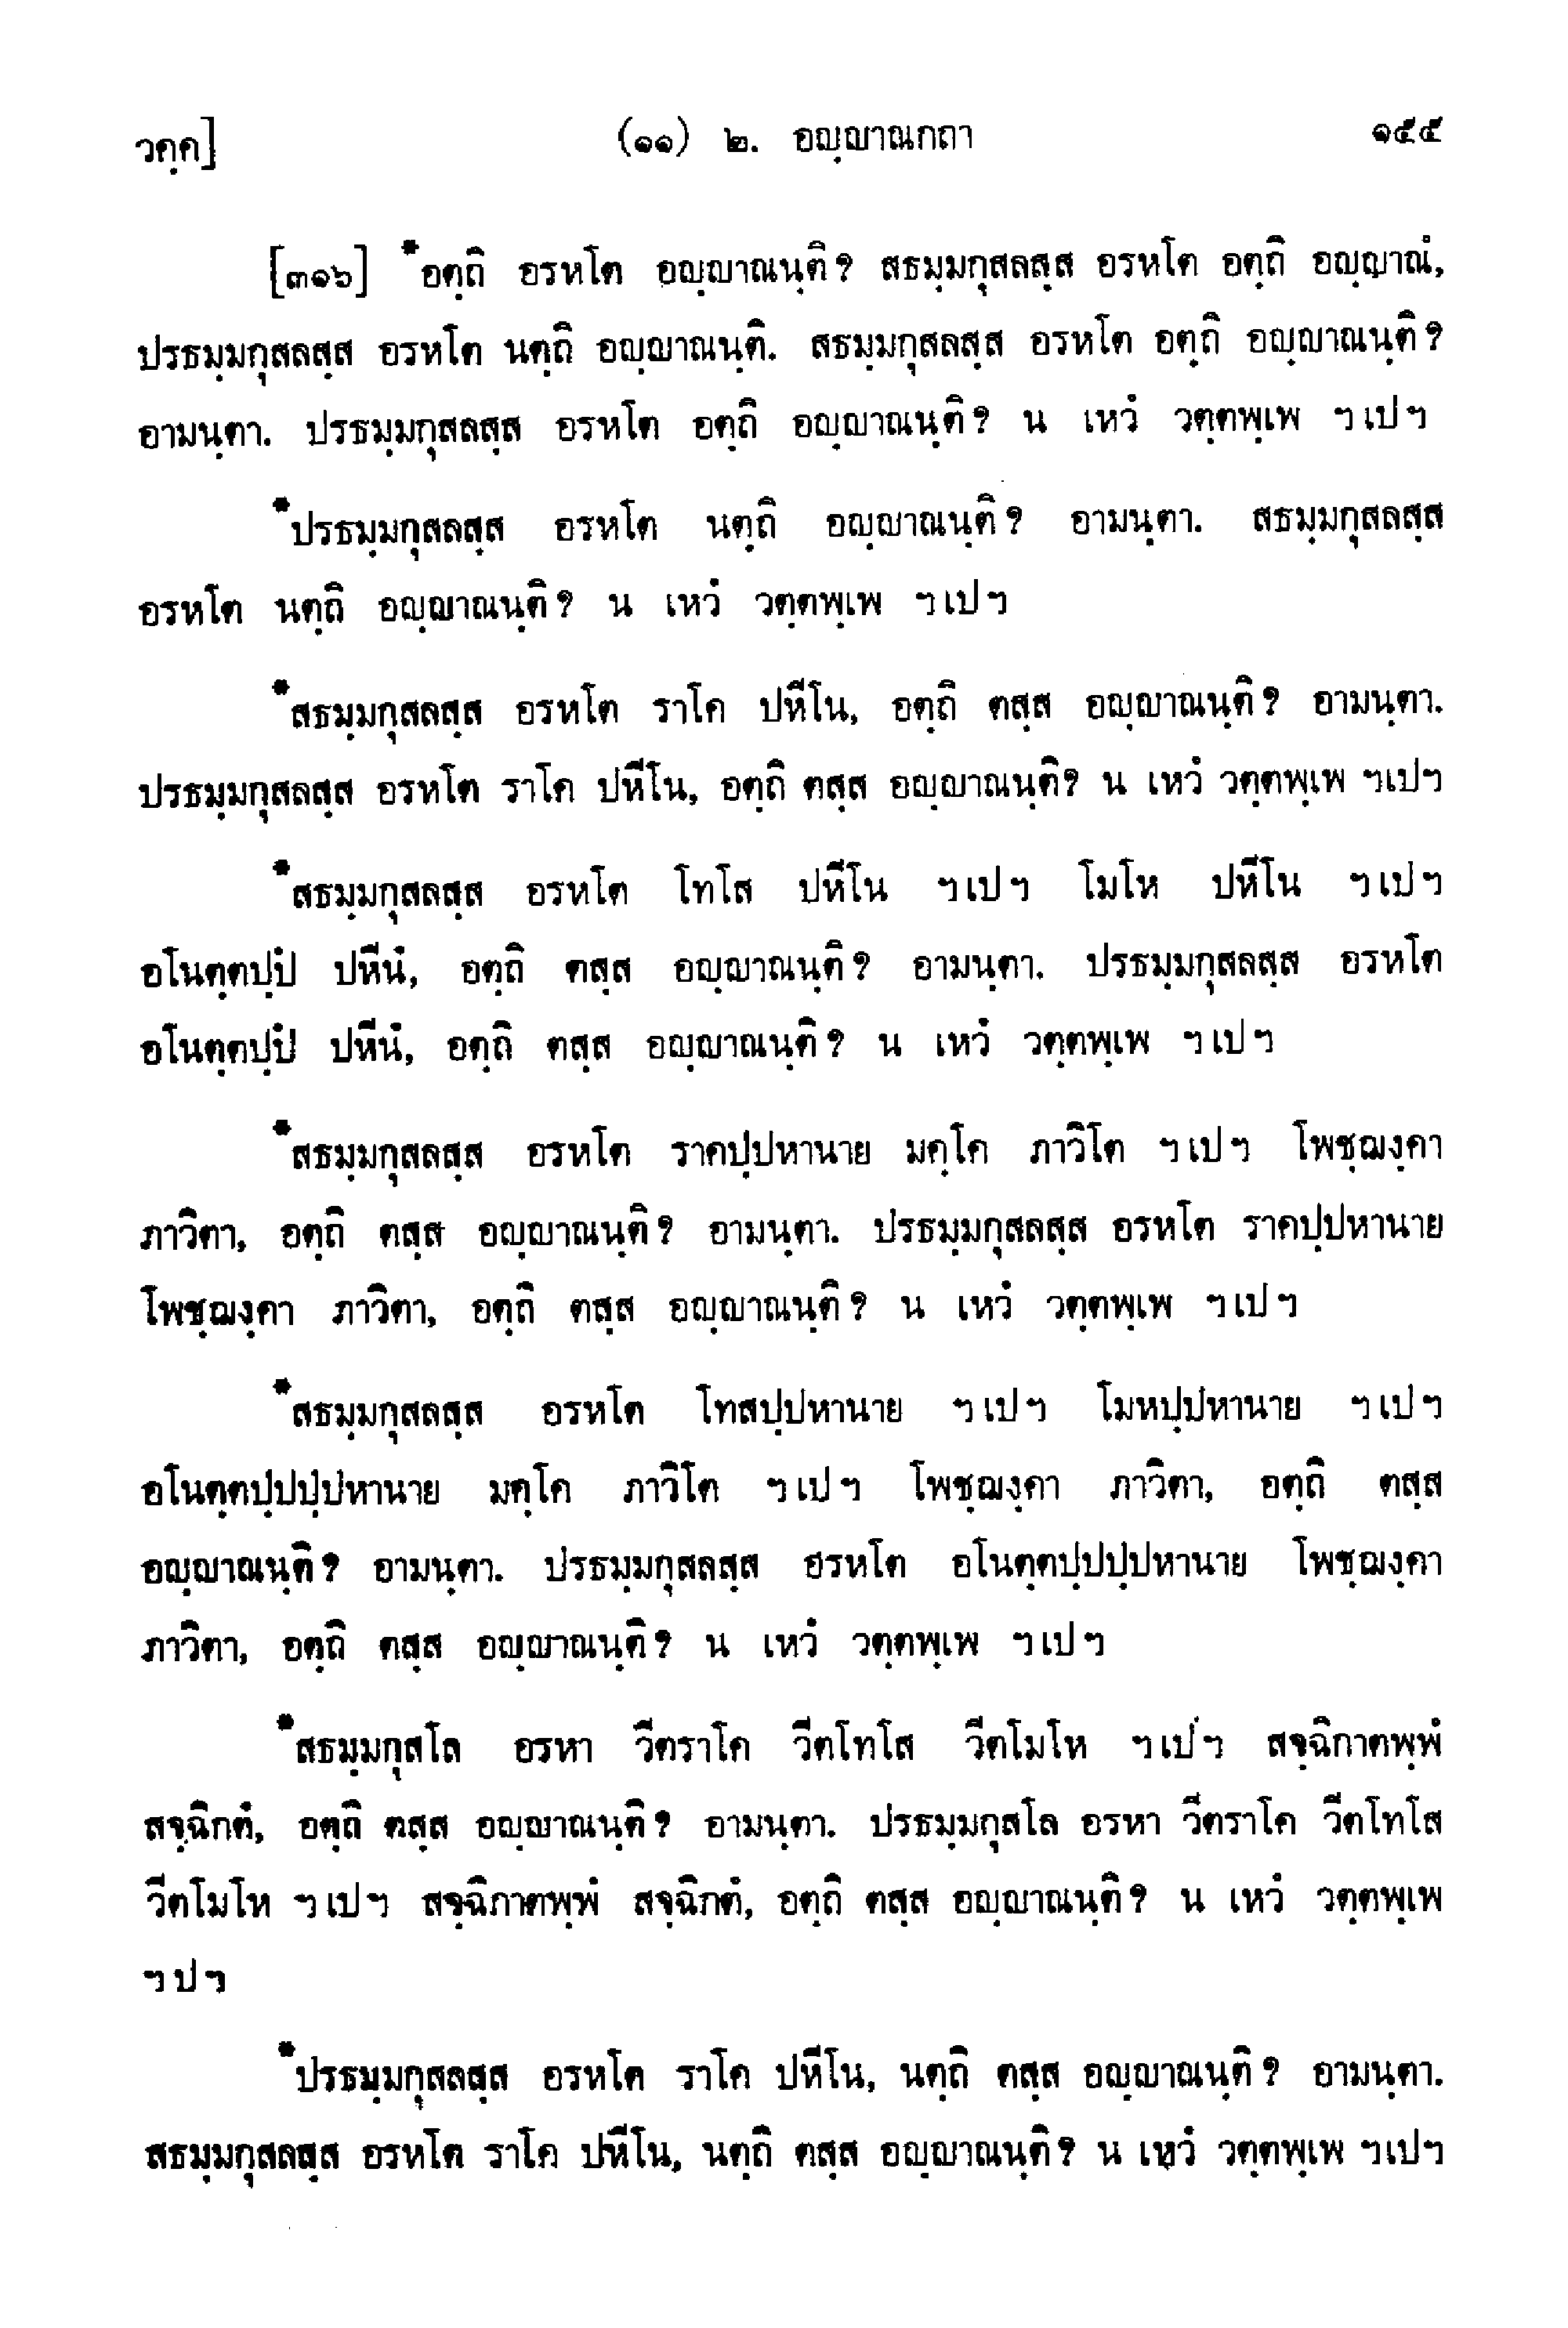 วคฺค]
(๑๑) ๒. อญฺญาณกถา
๑๕๕
[๓๑๖] *อตฺถิ อรหโต อญฺญาณนฺติ? สธมฺมกุสลสฺส อรหโต อตฺถิ อญฺญาณํ,
ปรธมฺมกุสลสฺส อรหโต นตฺถิ อญฺญาณนฺติ. สธมฺมกุสลสฺส อรหโต อตฺถิ อญฺญาณนฺติ?
อามนฺตา. ปรธมฺมกุสลสฺส อรหโต อตฺถิ อญฺญาณนฺติ? น เหวํ วตฺตพฺเพ ฯเปฯ
*ปรธมฺมกุสลสฺส อรหโต นตฺถิ อญฺญาณนฺติ? อามนฺตา. สธมฺมกุสลสฺส
อรหโต นตฺถิ อญฺญาณนฺติ? น เหวํ วตฺตพฺเพ ฯเปฯ
*สธมฺมกุสลสฺส อรหโต ราโค ปหีโน, อตฺถิ ตสฺส อญฺญาณนฺติ? อามนฺตา.
ปรธมฺมกุสลสฺส อรหโต ราโค ปหีโน, อตฺถิ ตสฺส อญฺญาณนฺติ? น เหวํ วตฺตพฺเพ ฯเปฯ
*สธมฺมกุสลสฺส อรหโต โทโส ปหีโน ฯเปฯ โมโห ปหีโน ฯเปฯ
อโนตฺตปฺปํ ปหีนํ, อตฺถิ ตสฺส อญฺญาณนฺติ? อามนฺตา. ปรธมฺมกุสลสฺส อรหโต
อโนตฺตปฺปํ ปหีนํ, อตฺถิ ตสฺส อญฺญาณนฺติ? น เหวํ วตฺตพฺเพ ฯเปฯ
*สธมฺมกุสลสฺส อรหโต ราคปฺปหานาย มคฺโค ภาวิโต ฯเปฯ โพชฺฌงฺคา
ภาวิตา, อตฺถิ ตสฺส อญฺญาณนฺติ? อามนฺตา. ปรธมฺมกุสลสฺส อรหโต ราคปฺปหานาย
โพชฺฌงฺคา ภาวิตา, อตฺถิ ตสฺส อญฺญาณนฺติ? น เหวํ วตฺตพฺเพ ฯเปฯ
*สธมฺมกุสลสฺส อรหโต โทสปฺปหานาย ฯเปฯ โมหปฺปหานาย ฯเปฯ
อโนตฺตปฺปปฺปหานาย มคฺโค ภาวิโต ฯเปฯ โพชฺฌงฺคา ภาวิตา, อตฺถิ ตสฺส
อญฺญาณนฺติ? อามนฺตา. ปรธมฺมกุสลสฺส อรหโต อโนตฺตปฺปปฺปหานาย โพชฺฌงฺคา
ภาวิตา, อตฺถิ ตสฺส อญฺญาณนฺติ? น เหวํ วตฺตพฺเพ ฯเปฯ
*สธมฺมกุสโล อรหา วีตราโค วีตโทโส วีตโมโห ฯเปฯ สจฺฉิกาตพฺพํ
สจฺฉิกตํ, อตฺถิ ตสฺส อญฺญาณนฺติ? อามนฺตา. ปรธมฺมกุสโล อรหา วีตราโค วีตโทโส
วีตโมโห ฯเปฯ สจฺฉิกาตพฺพํ สจฺฉิกตํ, อตฺถิ ตสฺส อญฺญาณนฺติ? น เหวํ วตฺตพฺเพ
ฯปฯ
*ปรธมฺมกุสลสฺส อรหโต ราโค ปหีโน, นตฺถิ ตสฺส อญฺญาณนฺติ? อามนฺตา.
สธมฺมกุสลสฺส อรหโต ราโค ปหีโน, นตฺถิ ตสฺส อญฺญาณนฺติ? น เหวํ วตฺตพฺเพ ฯเปฯ